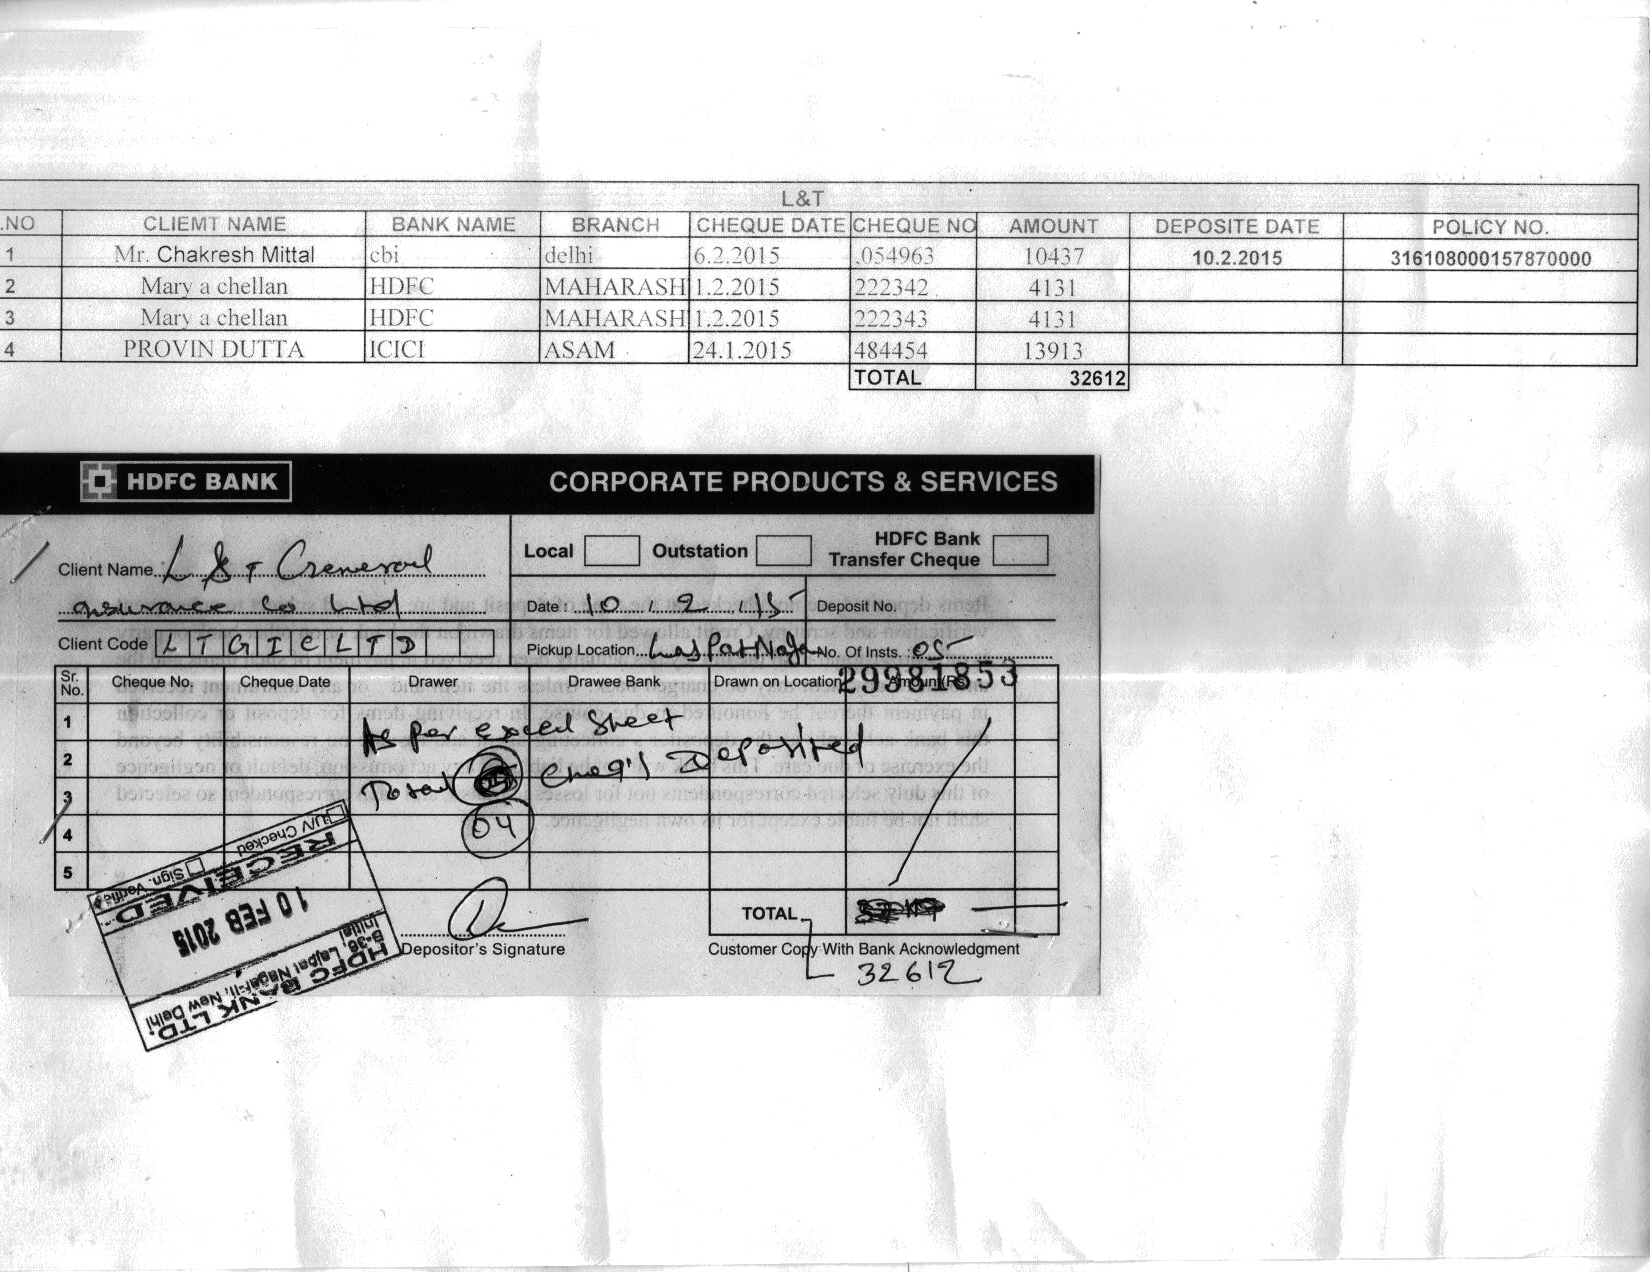 L&T
.NO CLIEMT NAME BANK NAME BRANCH CHEQUE DATE CHEQUE NO AMOUNT DEPOSITE DATE POLICY NO.
1 Mr. Chakresh Mittal cbi delhi 6.2.2015 .054963 10437 10.2.2015 316108000157870000
2 Mary a chellan HDFC MAHARASH 1.2.2015 222342 4131
3 Mary a chellan HDFC MAHARASH 1.2.2015 222343 4131
4 PROVIN DUTTA ICICI ASAM 24.1.2015 484454 13913
TOTAL 32612
HDFC BANK CORPORATE PRODUCTS & SERVICES
Local Outstation HDFC Bank Transfer Cheque
Client Name L & T General
insurance Co Ltd
Date : 10 . 2 . 15 Deposit No.
Client Code L T G I C L T D
Pickup Location Lajpat Naga No. Of Insts. : 05
29981853
Sr. No. Cheque No. Cheque Date Drawer Drawee Bank Drawn on Location Amount (Rs)
1
As Per Exceed Sheet
2
Total Cheq's Deposited
3
04
4
5
TOTAL
Depositor's Signature
Customer Copy With Bank Acknowledgment
32612
HDFC BANK LTD.
B-36, Lajpat Nagar-II, New Delhi
Initial
10 FEB 2015
RECEIVED
Sign. Verified U/V Checked